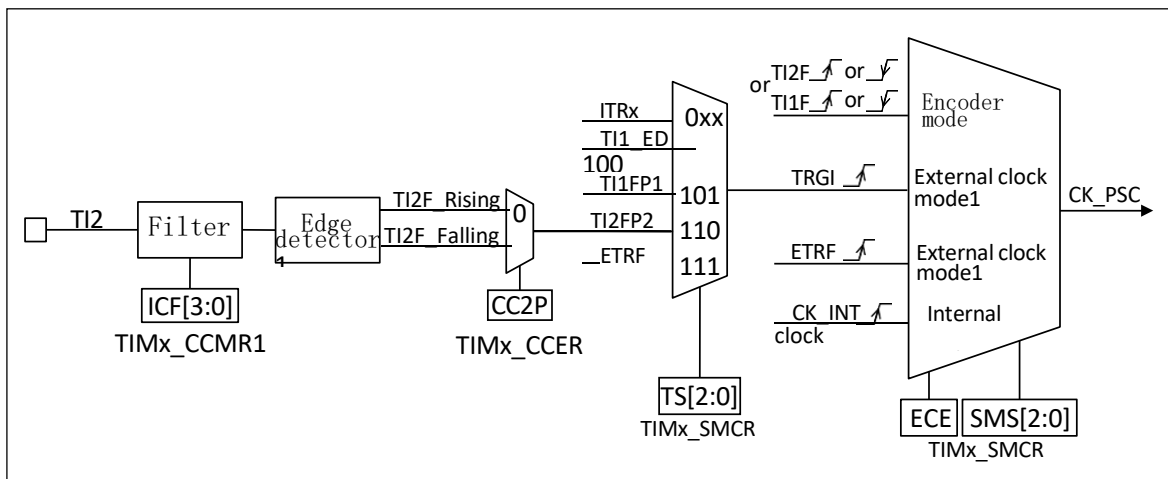 TI2
Filter
ICF[3:0]
TIMx_CCMR1
Edge
detector
1
TI2F_Rising
TI2F_Falling
0
CC2P
TIMx_CCER
ITRx
TI1_ED
100
TI1FP1
TI2FP2
ETRF
0xx
101
110
111
TS[2:0]
TIMx_SMCR
TI2F or
or
TI1F or
Encoder
mode
TRGI
External clock
mode1
ETRF
External clock
mode1
CK_INT
clock
Internal
CK_PSC
ECE
SMS[2:0]
TIMx_SMCR